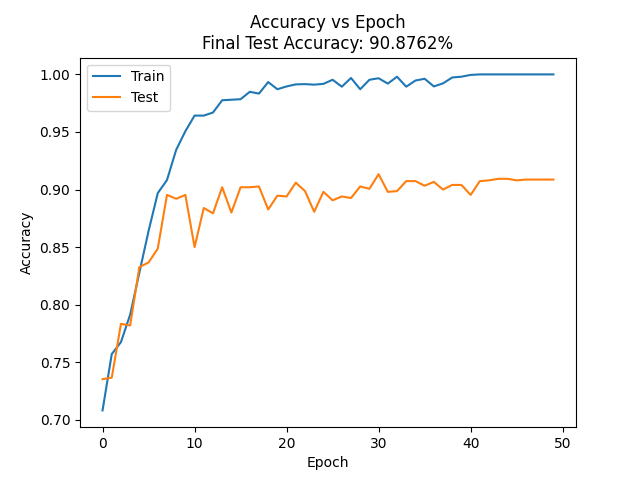 Accuracy vs Epoch
Final Test Accuracy: 90.8762%
Train
Test
1.00
0.95
0.90
0.85
0.80
0.75
0.70
Accuracy
0
10
20
30
40
50
Epoch